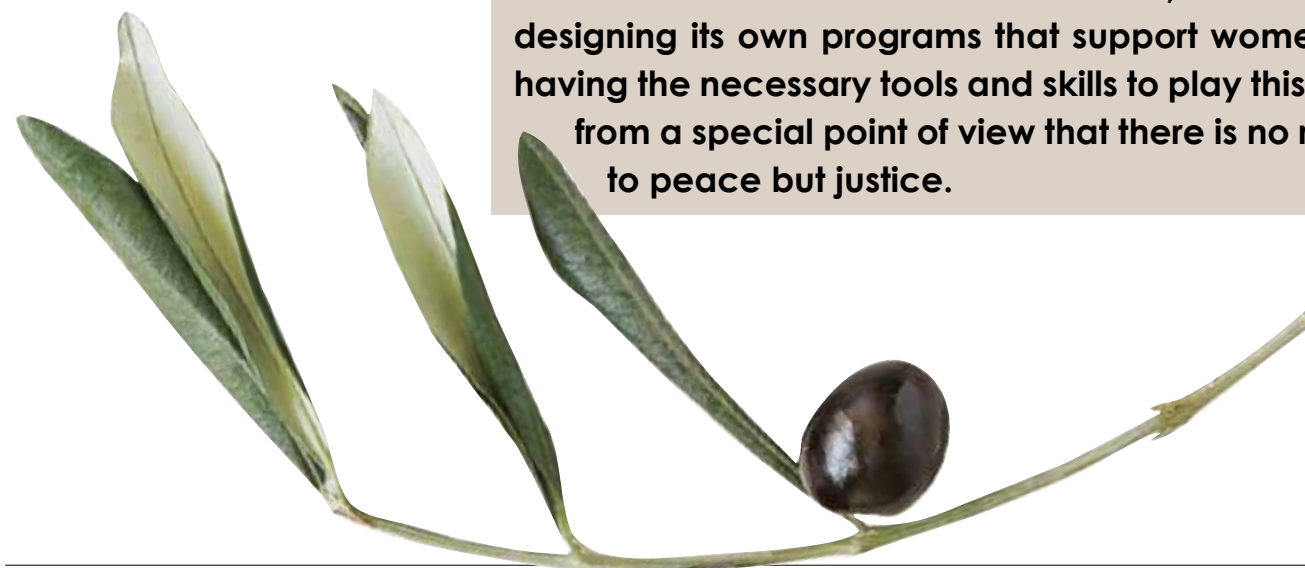 designing its own programs that support
having the necessary tools and skills to play this
from a special point of view that there is no
to peace but justice.